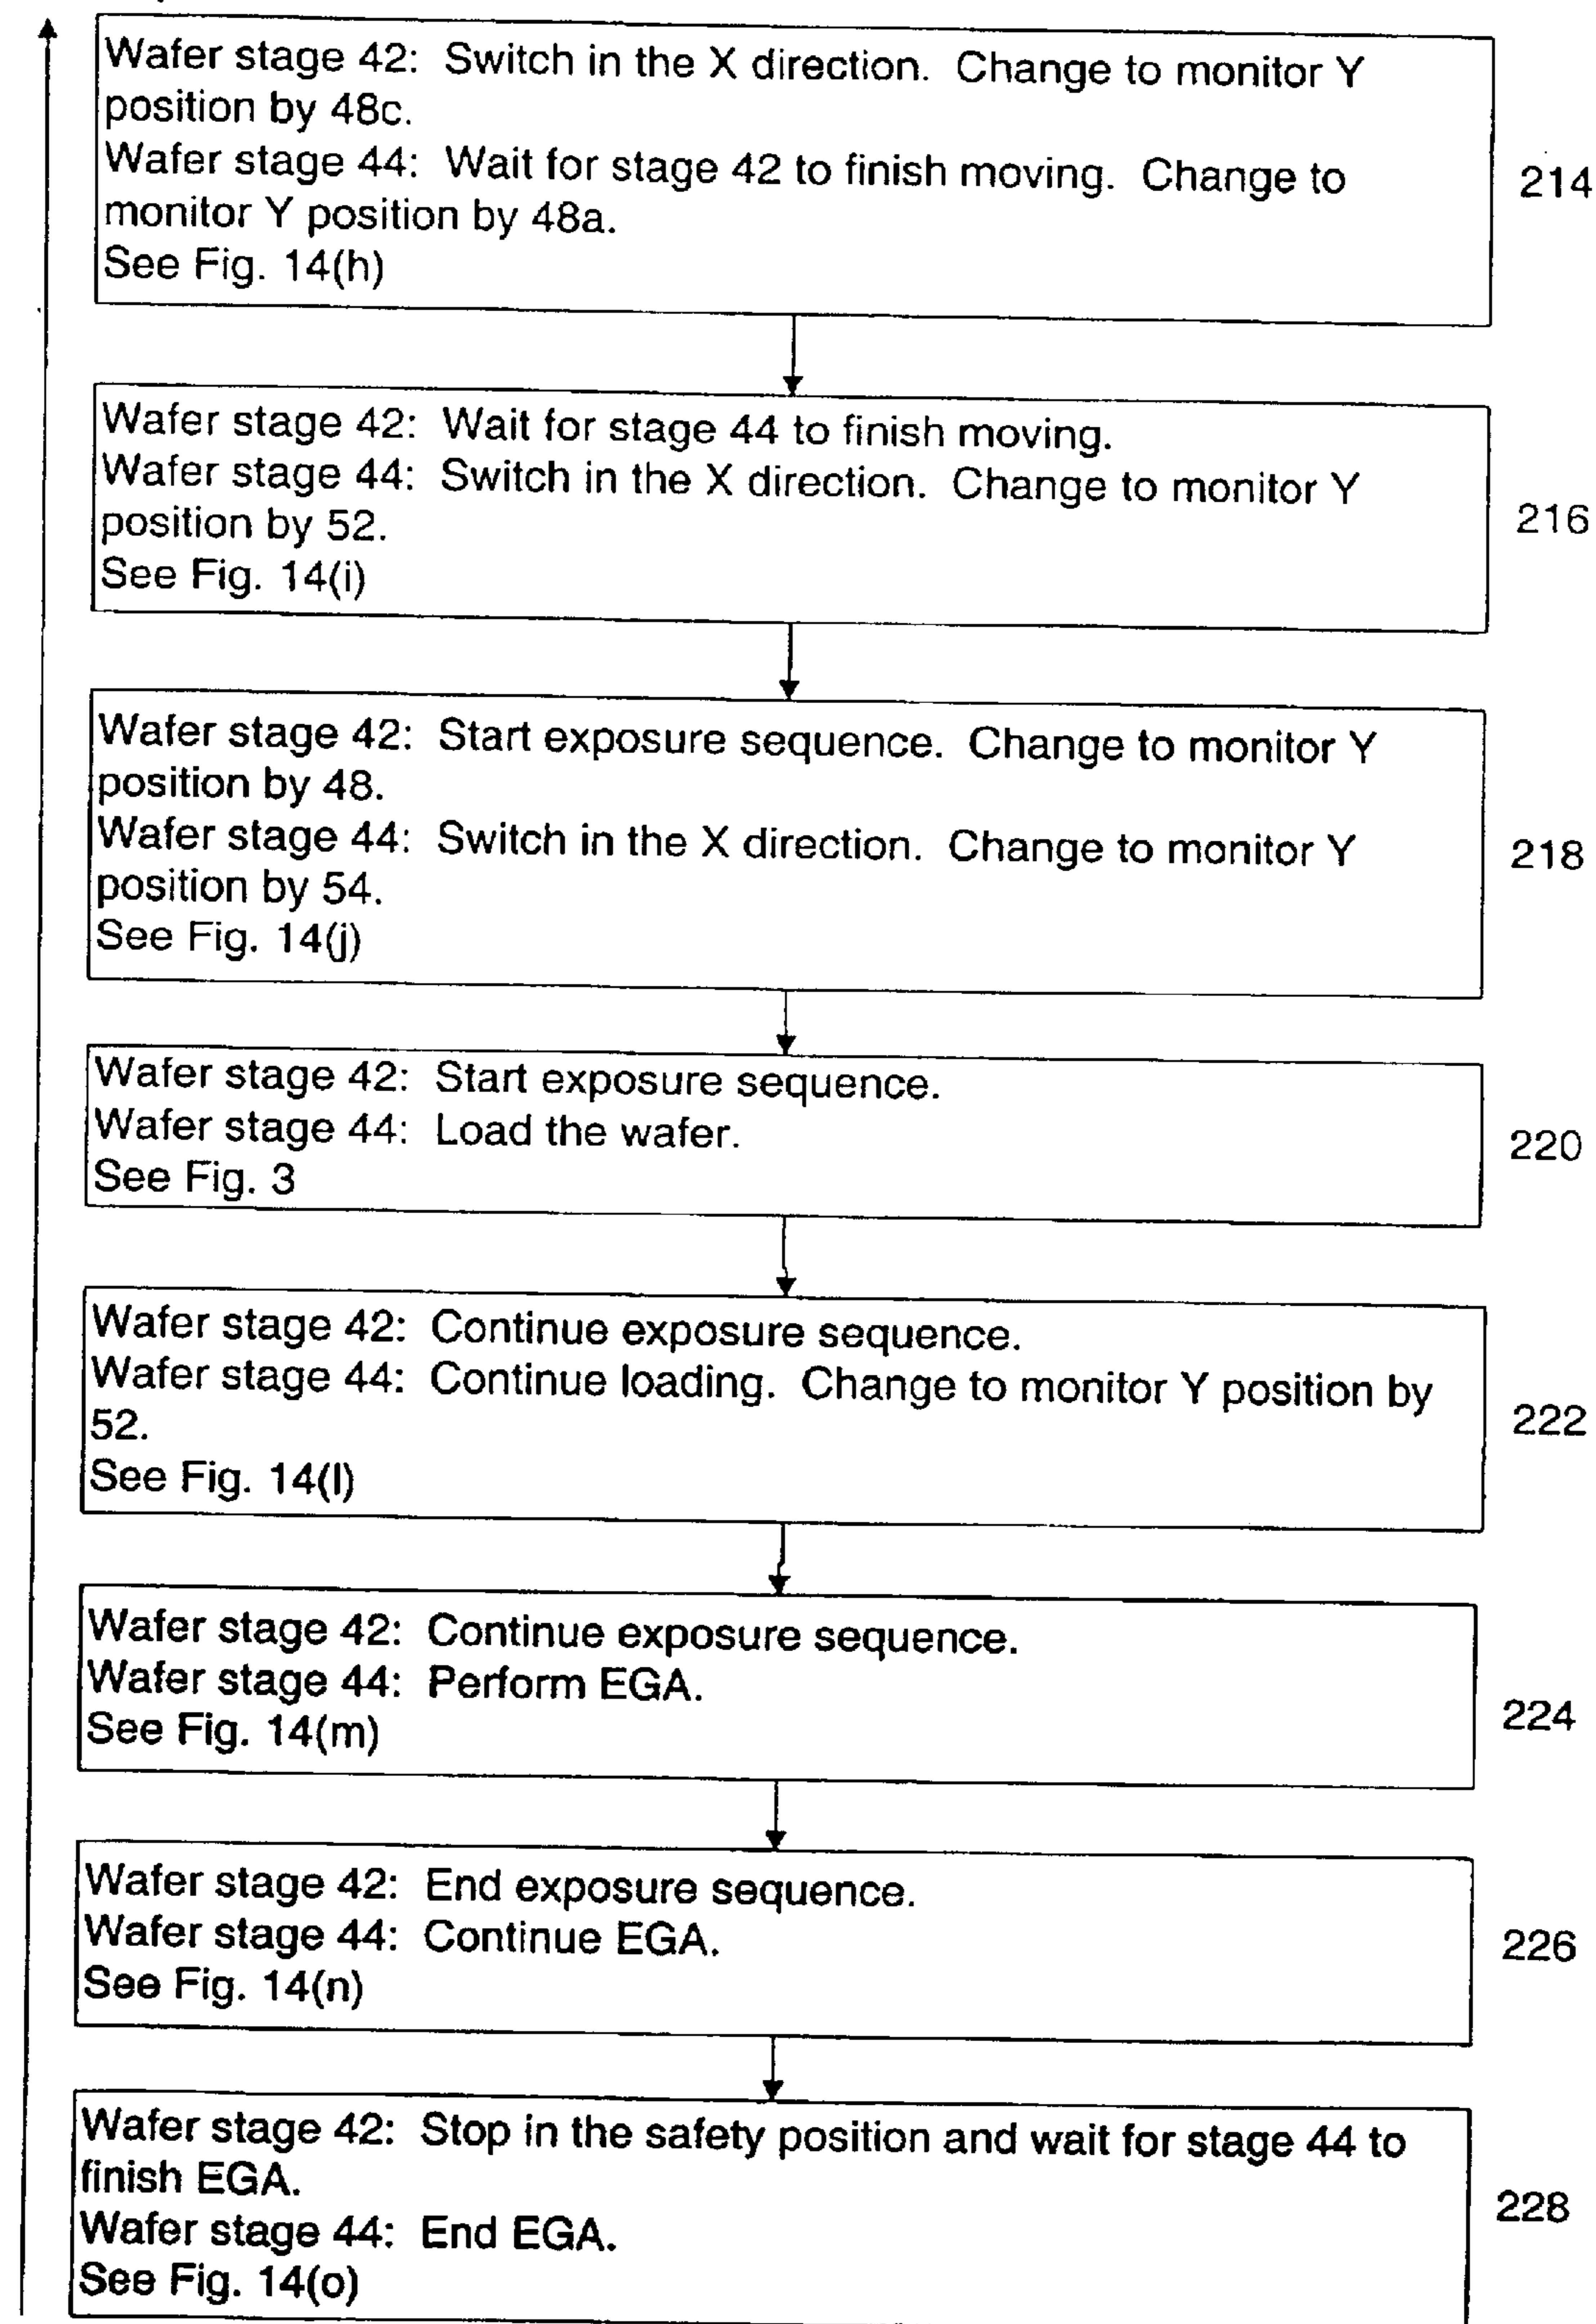 Wafer stage 42: Switch in the X direction. Change to monitor Y
position by 48c.
Wafer stage 44: Wait for stage 42 to finish moving. Change to
monitor Y position by 48a.
See Fig. 14(h)
214
Wafer stage 42: Wait for stage 44 to finish moving.
Wafer stage 44: Switch in the X direction. Change to monitor Y
position by 52.
See Fig. 14(i)
216
Wafer stage 42: Start exposure sequence. Change to monitor Y
position by 48.
Wafer stage 44: Switch in the X direction. Change to monitor Y
position by 54.
See Fig. 14(j)
218
Wafer stage 42: Start exposure sequence.
Wafer stage 44: Load the wafer.
See Fig. 3
220
Wafer stage 42: Continue exposure sequence.
Wafer stage 44: Continue loading. Change to monitor Y position by
52.
See Fig. 14(l)
222
Wafer stage 42: Continue exposure sequence.
Wafer stage 44: Perform EGA.
See Fig. 14(m)
224
Wafer stage 42: End exposure sequence.
Wafer stage 44: Continue EGA.
See Fig. 14(n)
226
Wafer stage 42: Stop in the safety position and wait for stage 44 to
finish EGA.
Wafer stage 44: End EGA.
See Fig. 14(o)
228